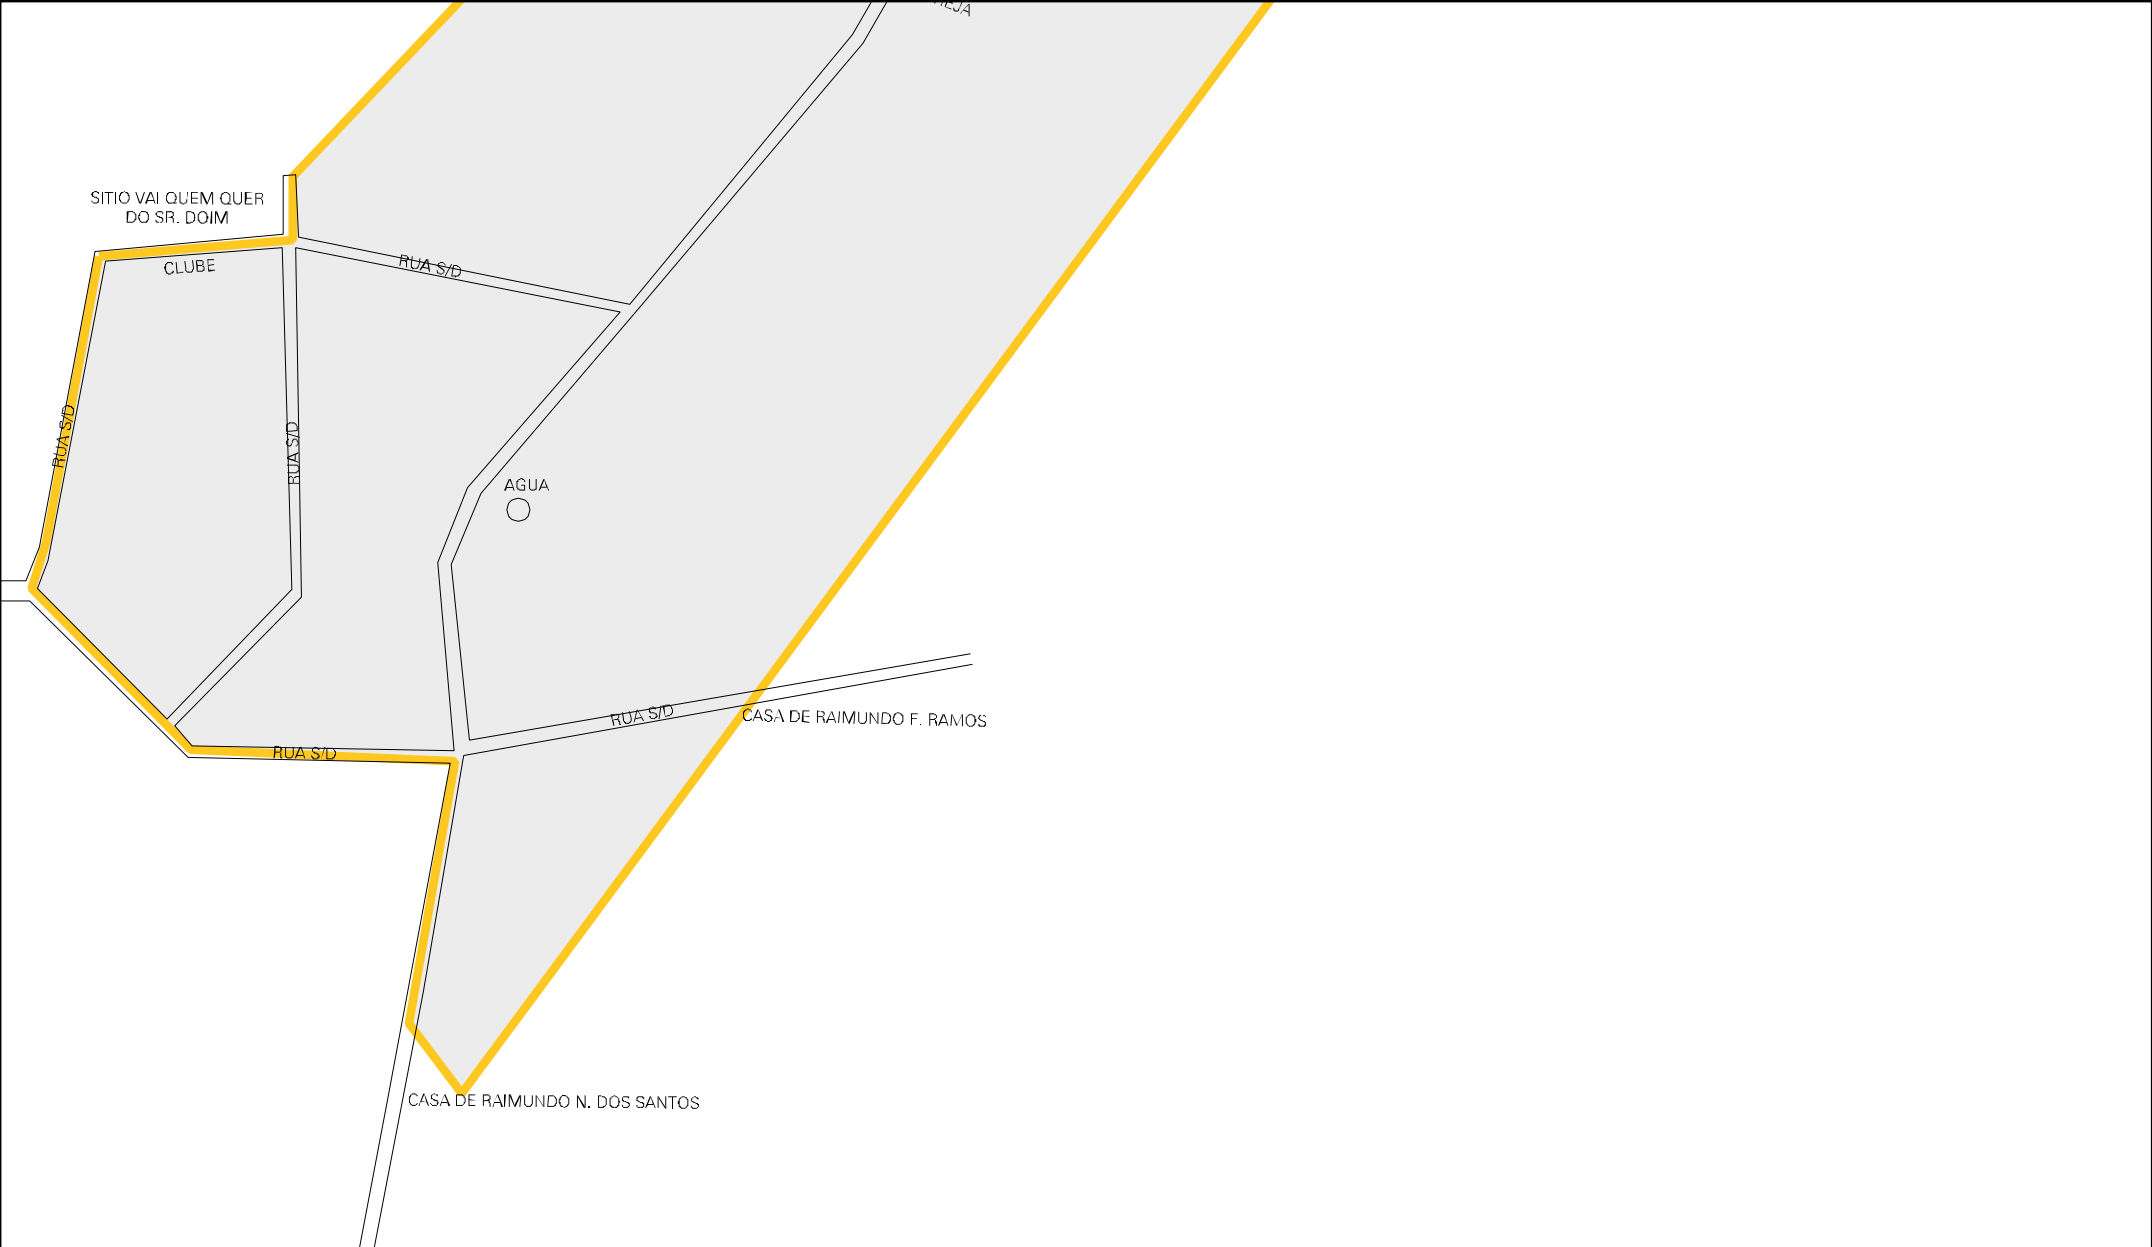 SITIO VAI QUEM QUER
DO SR. DOIM
CLUBE
RUA S/D
RUA S/D
RUA S/D
AGUA
RUA S/D
CASA DE RAIMUNDO F. RAMOS
RUA S/D
CASA DE RAIMUNDO N. DOS SANTOS